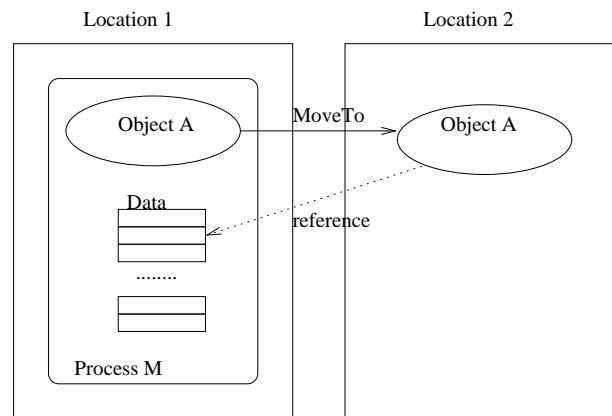 Location 1
Location 2
MoveTo
Object A
Object A
Data
reference
........
Process M